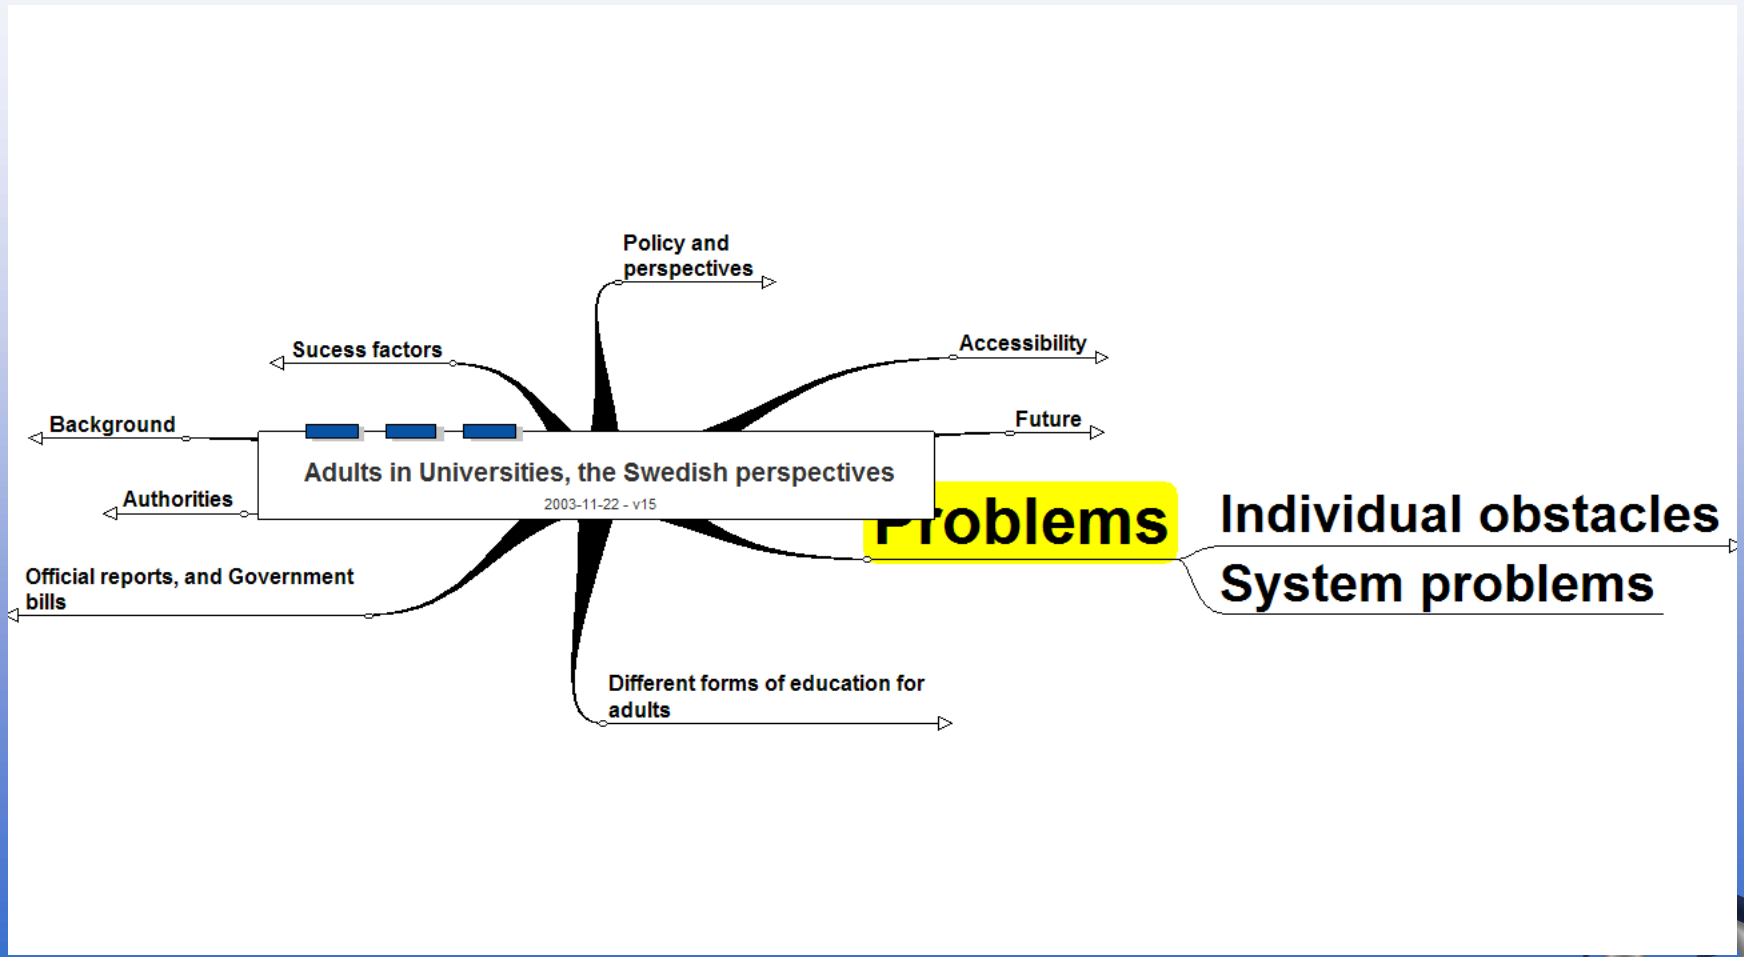 Policy and
perspectives
Sucess factors
Accessibility
Background
Future
Adults in Universities, the Swedish perspectives
2003-11-22 - v15
Authorities
Problems
Individual obstacles
System problems
Official reports, and Government
bills
Different forms of education for
adults